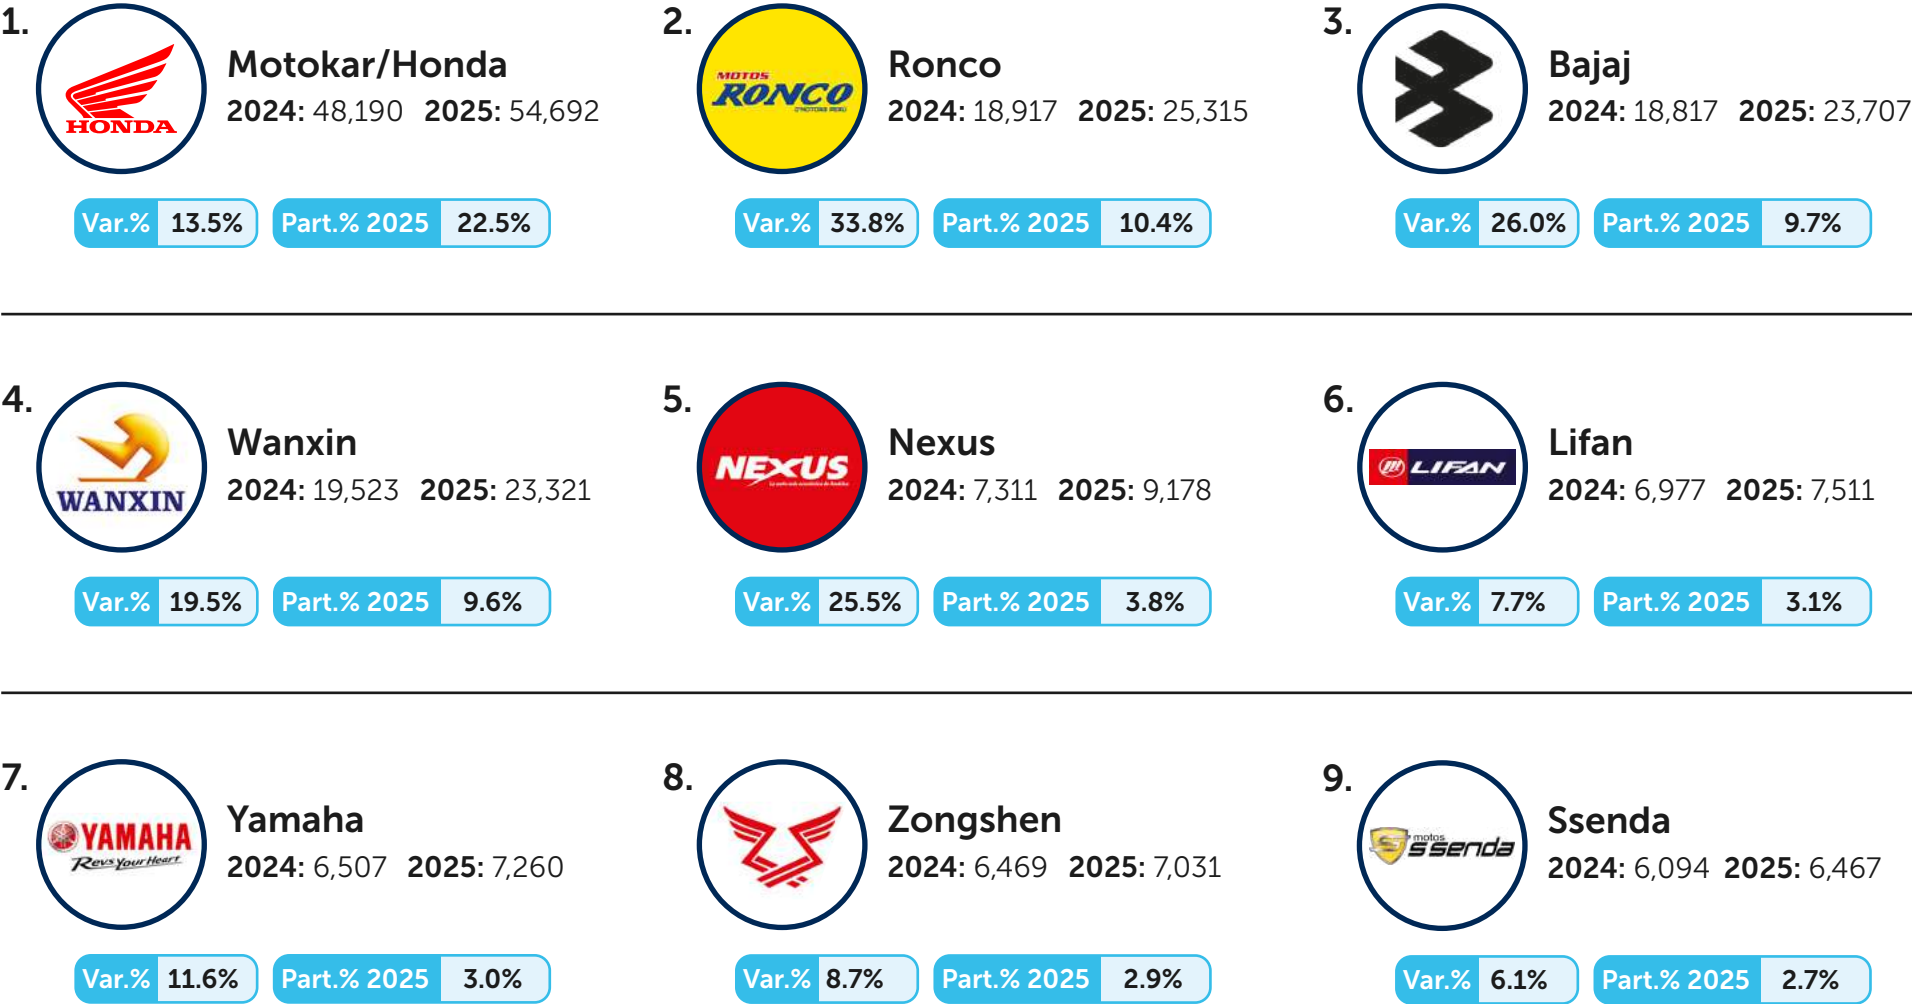 1.
HONDA
Motokar/Honda
2024: 48,190 2025: 54,692
Var.% 13.5% Part.% 2025 22.5%
2.
MOTOS
RONCO
Ronco
2024: 18,917 2025: 25,315
Var.% 33.8% Part.% 2025 10.4%
3.
Bajaj
2024: 18,817 2025: 23,707
Var.% 26.0% Part.% 2025 9.7%
4.
WANXIN
Wanxin
2024: 19,523 2025: 23,321
Var.% 19.5% Part.% 2025 9.6%
5.
NEXUS
Nexus
2024: 7,311 2025: 9,178
Var.% 25.5% Part.% 2025 3.8%
6.
LIFAN
Lifan
2024: 6,977 2025: 7,511
Var.% 7.7% Part.% 2025 3.1%
7.
YAMAHA
Revs Your Heart
Yamaha
2024: 6,507 2025: 7,260
Var.% 11.6% Part.% 2025 3.0%
8.
Zongshen
2024: 6,469 2025: 7,031
Var.% 8.7% Part.% 2025 2.9%
9.
motos
ssenda
Ssenda
2024: 6,094 2025: 6,467
Var.% 6.1% Part.% 2025 2.7%